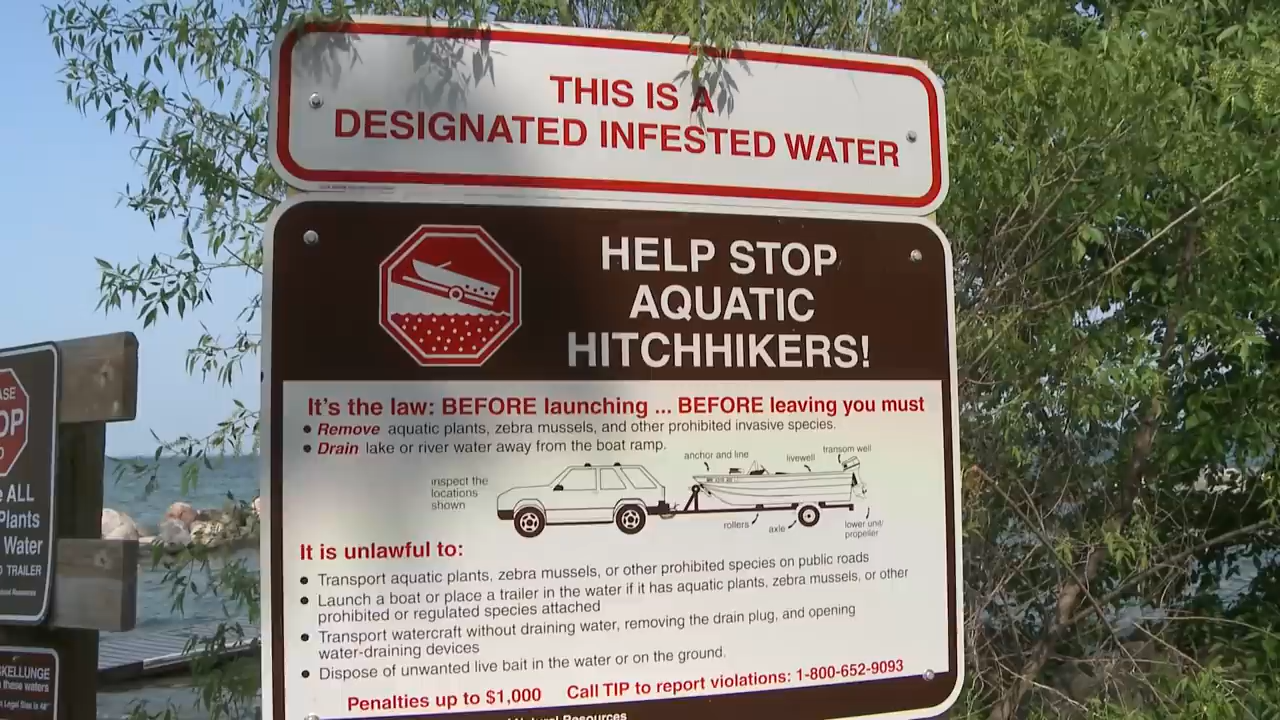 THIS IS A
DESIGNATED INFESTED WATER
HELP STOP
AQUATIC
HITCHHIKERS!
It's the law: BEFORE launching ... BEFORE leaving you must
• Remove aquatic plants, zebra mussels, and other prohibited invasive species.
• Drain lake or river water away from the boat ramp.
inspect the
locations
shown
anchor and line
livewell
transom well
rollers
axle
lower unit/
propeller
It is unlawful to:
• Transport aquatic plants, zebra mussels, or other prohibited species on public roads
• Launch a boat or place a trailer in the water if it has aquatic plants, zebra mussels, or other
prohibited or regulated species attached
• Transport watercraft without draining water, removing the drain plug, and opening
water-draining devices
• Dispose of unwanted live bait in the water or on the ground.
Penalties up to $1,000 Call TIP to report violations: 1-800-652-9093
Natural Resources
ALL
Plants
Water
TRAILER
these waters